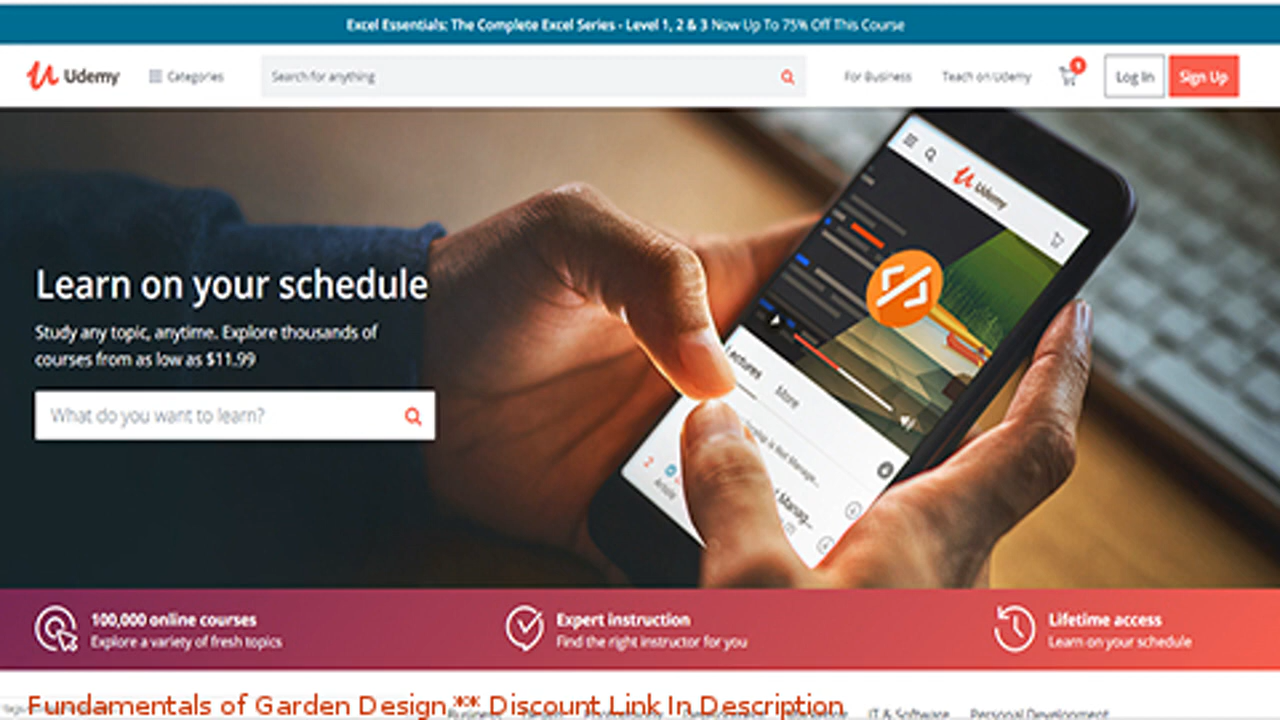 Excel Essentials: The Complete Excel Series - Level 1, 2 & 3 Now Up To 75% Off This Course
Udemy
Categories
Search for anything
For Business
Teach on Udemy
Log In
Sign Up
Udemy
Learn on your schedule
Study any topic, anytime. Explore thousands of
courses from as low as $11.99
What do you want to learn?
Lectures
More
100,000 online courses
Explore a variety of fresh topics
Expert instruction
Find the right instructor for you
Lifetime access
Learn on your schedule
Fundamentals of Garden Design.** Discount Link In Description
IT & Software
Personal Development